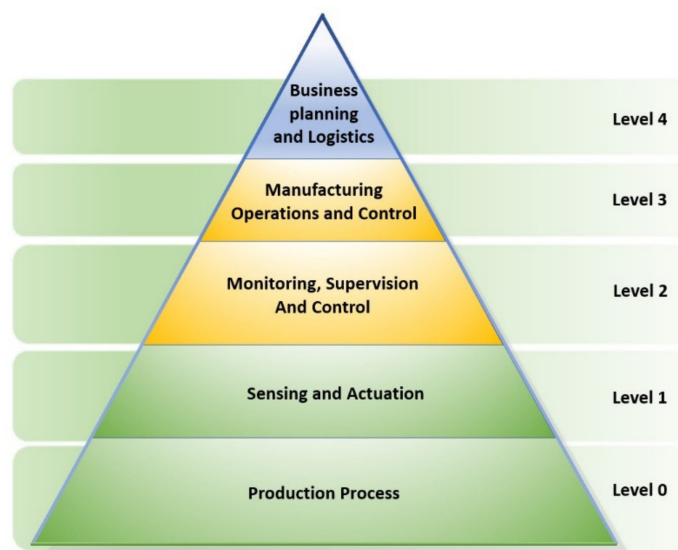 Business
planning
and Logistics
Level 4
Manufacturing
Operations and Control
Level 3
Monitoring, Supervision
And Control
Level 2
Sensing and Actuation
Level 1
Production Process
Level 0